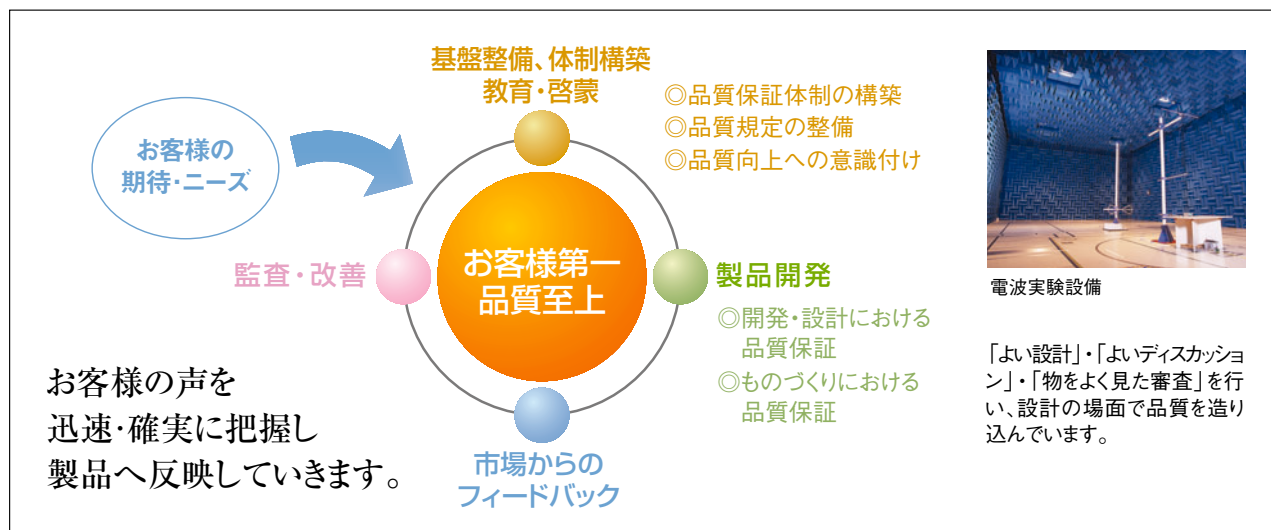 基盤整備、体制構築
教育・啓蒙
◎品質保証体制の構築
◎品質規定の整備
◎品質向上への意識付け
お客様の
期待・ニーズ
監査・改善
お客様第一
品質至上
製品開発
◎開発・設計における
品質保証
◎ものづくりにおける
品質保証
市場からの
フィードバック
お客様の声を
迅速・確実に把握し
製品へ反映していきます。
電波実験設備
「よい設計」・「よいディスカッショ
ン」・「物をよく見た審査」を行
い、設計の場面で品質を造り
込んでいます。